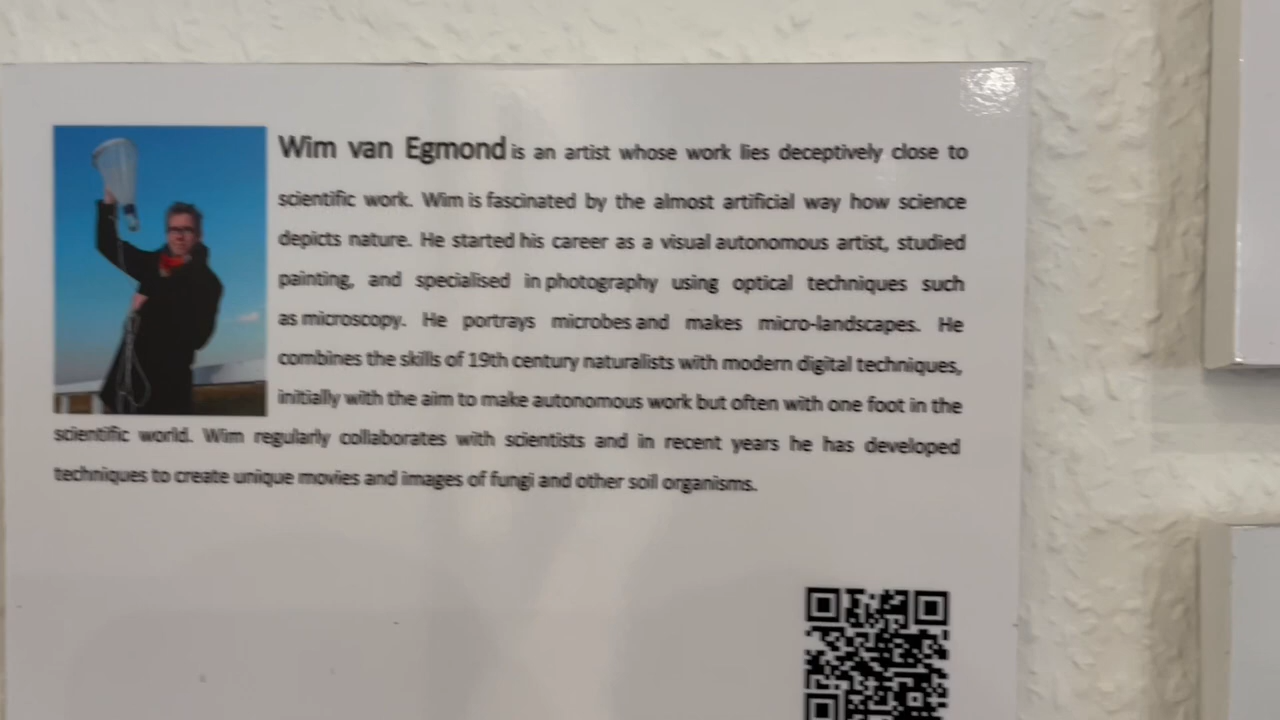 Wim van Egmond is an artist whose work lies deceptively close to
scientific work. Wim is fascinated by the almost artificial way how science
depicts nature. He started his career as a visual autonomous artist, studied
painting, and specialised in photography using optical techniques such
as microscopy. He portrays microbes and makes micro-landscapes. He
combines the skills of 19th century naturalists with modern digital techniques,
initially with the aim to make autonomous work but often with one foot in the
scientific world. Wim regularly collaborates with scientists and in recent years he has developed
techniques to create unique movies and images of fungi and other soil organisms.